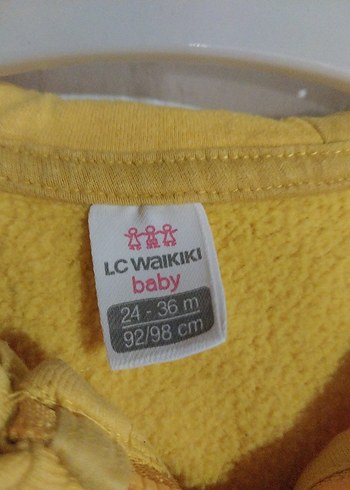 LC WAIKIKI
baby
24 - 36 m
92/98 cm